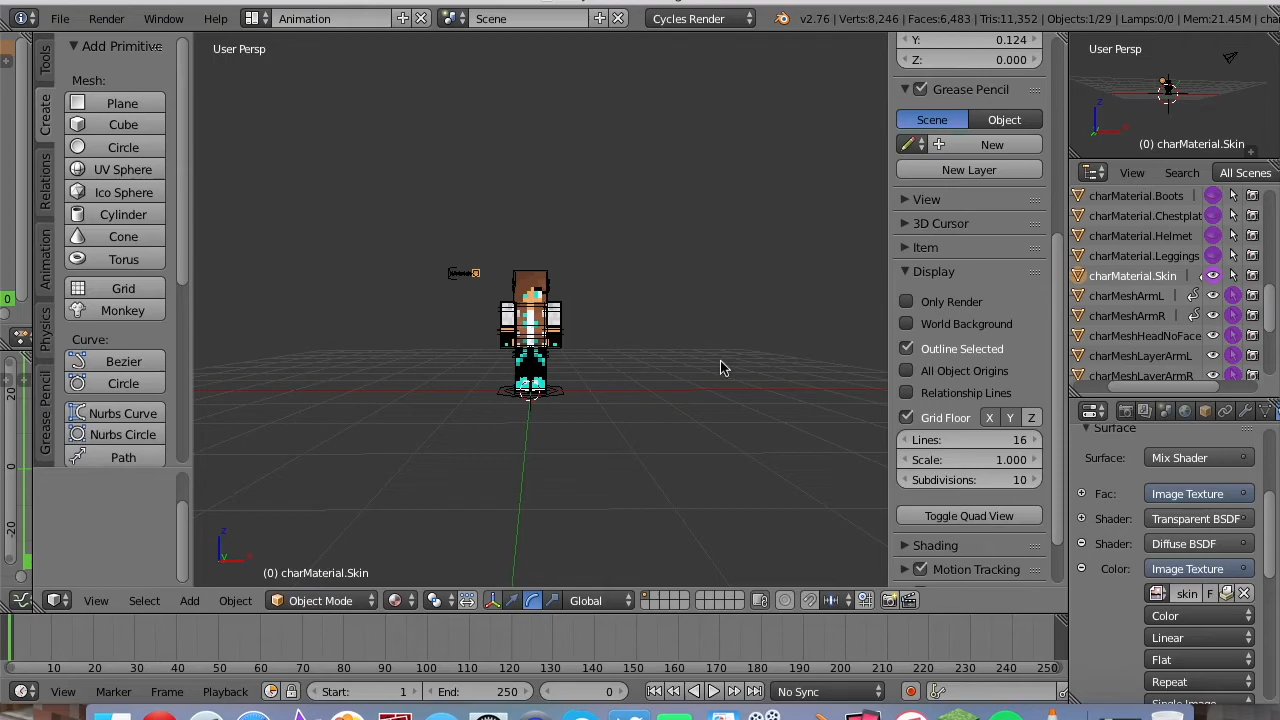 File Render Window Help Animation Scene Cycles Render v2.76 | Verts:8,246 | Faces:6,483 | Tris:11,352 | Objects:1/29 | Lamps:0/0 | Mem:21.45M | cha
Tools
Create
Relations
Animation
Physics
Grease Pencil
Add Primitive
Mesh:
Plane
Cube
Circle
UV Sphere
Ico Sphere
Cylinder
Cone
Torus
Grid
Monkey
Curve:
Bezier
Circle
Nurbs Curve
Nurbs Circle
Path
0
20
0
-20
User Persp
z
(0) charMaterial.Skin
Y: 0.124
Z: 0.000
Grease Pencil
Scene Object
New
New Layer
View
3D Cursor
Item
Display
Only Render
World Background
Outline Selected
All Object Origins
Relationship Lines
Grid Floor X Y Z
Lines: 16
Scale: 1.000
Subdivisions: 10
Toggle Quad View
Shading
Motion Tracking
User Persp
z
(0) charMaterial.Skin
View Search All Scenes
charMaterial.Boots
charMaterial.Chestplat
charMaterial.Helmet
charMaterial.Leggings
charMaterial.Skin
charMeshArmL
charMeshArmR
charMeshHeadNoFace
charMeshLayerArmL
charMeshLayerArmR
Surface
Surface: Mix Shader
Fac: Image Texture
Shader: Transparent BSDF
Shader: Diffuse BSDF
Color: Image Texture
skin F
Color
Linear
Flat
Repeat
Single Image
View Select Add Object Object Mode Global
10 20 30 40 50 60 70 80 90 100 110 120 130 140 150 160 170 180 190 200 210 220 230 240 250
View Marker Frame Playback Start: 1 End: 250 0 No Sync